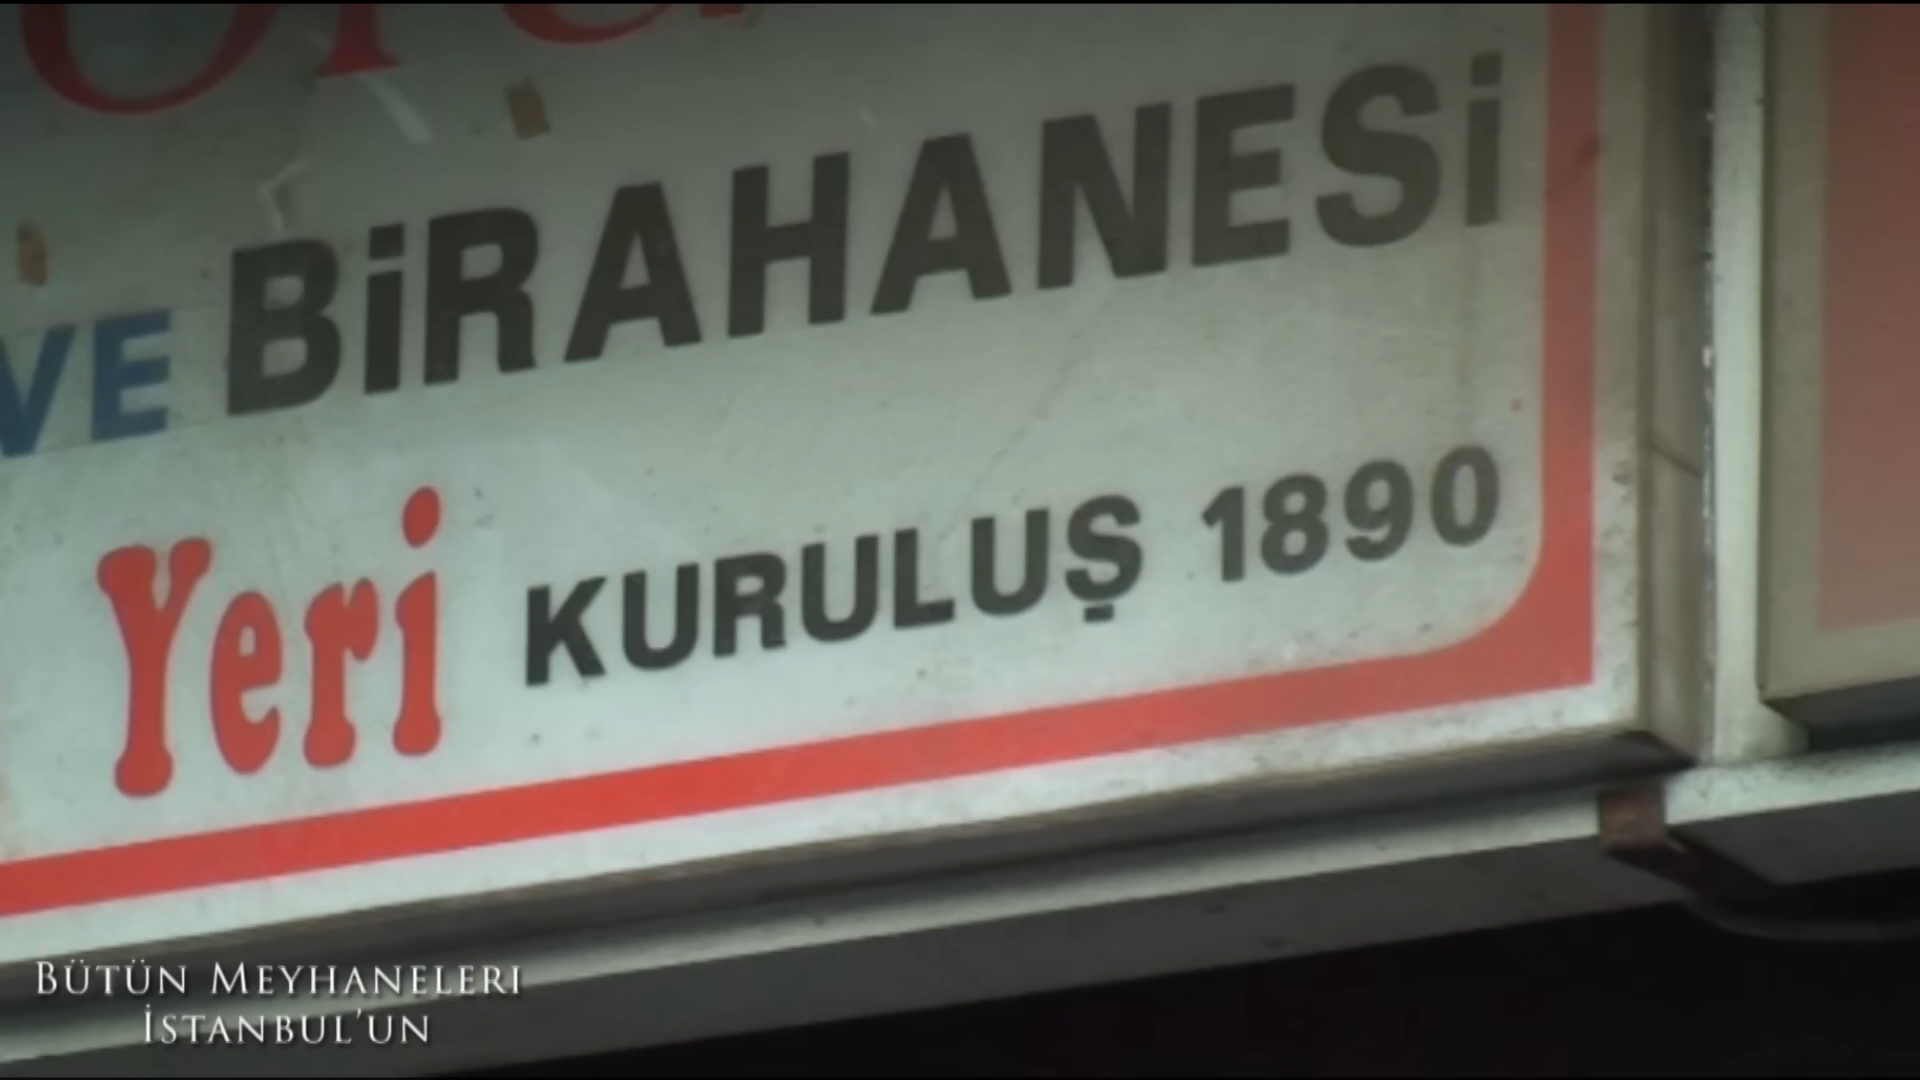 VE BİRAHANESİ
Yeri KURULUŞ 1890
BÜTÜN MEYHANELERI
İSTANBUL'UN